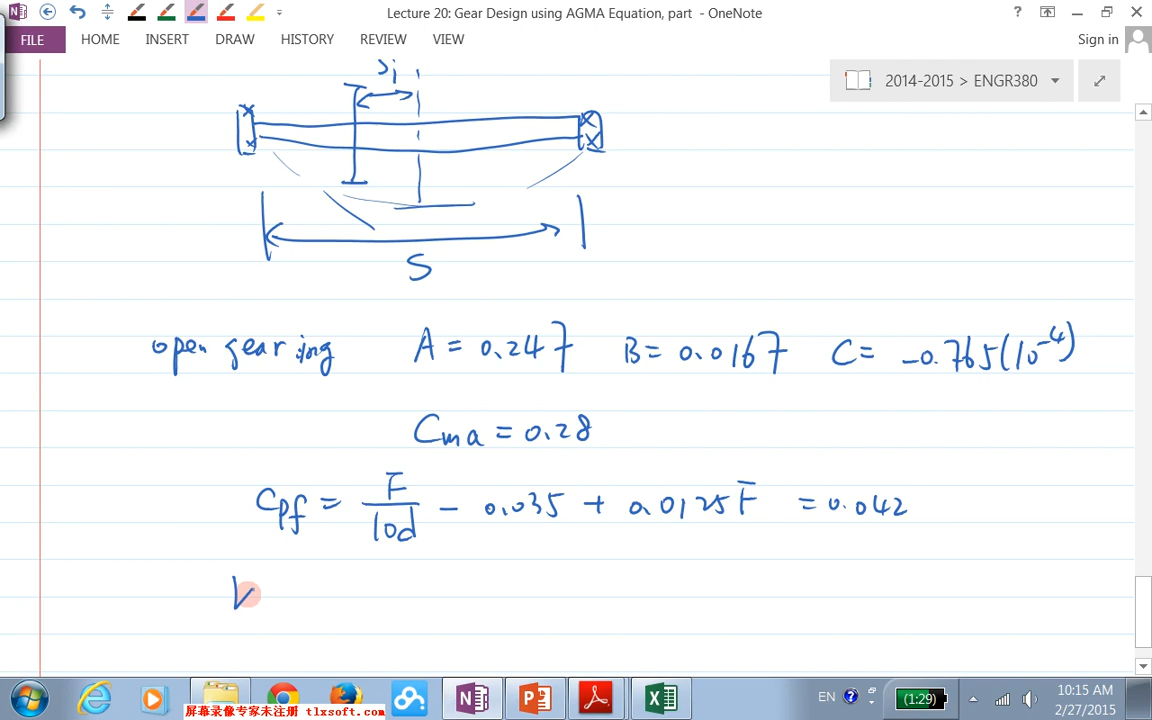 Lecture 20: Gear Design using AGMA Equation, part - OneNote
FILE HOME INSERT DRAW HISTORY REVIEW VIEW Sign in
2014-2015 > ENGR380
Si
S
open gearing A = 0.247 B = 0.0167 C = -0.765(10⁻⁴)
Cma = 0.28
Cpf = F/10d - 0.035 + 0.0125F = 0.042
EN (1:29) 10:15 AM
2/27/2015
屏幕录像专家未注册 tlxsoft.com